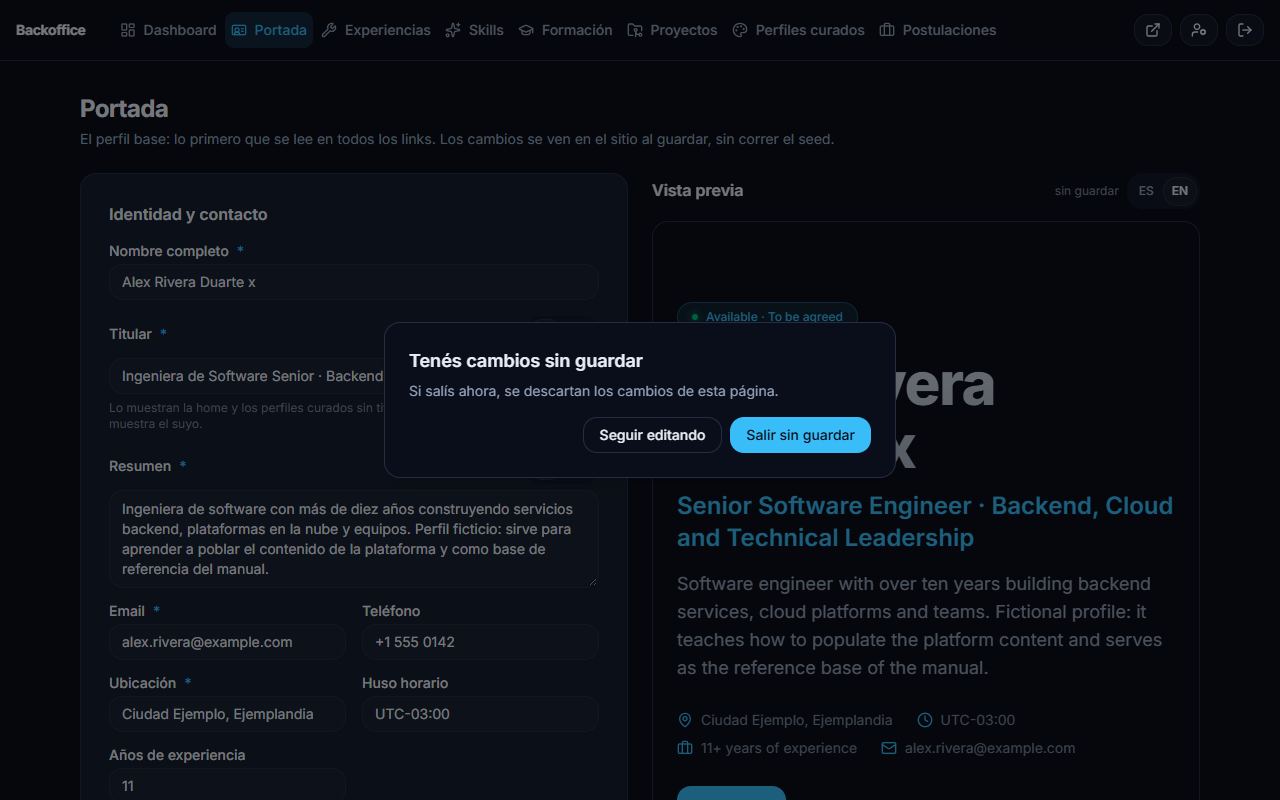 Backoffice
Dashboard
Portada
Experiencias
Skills
Formación
Proyectos
Perfiles curados
Postulaciones
Portada
El perfil base: lo primero que se lee en todos los links. Los cambios se ven en el sitio al guardar, sin correr el seed.
Identidad y contacto
Nombre completo *
Alex Rivera Duarte x
Titular *
Ingeniera de Software Senior · Backend
Lo muestran la home y los perfiles curados sin
muestra el suyo.
Resumen *
Ingeniera de software con más de diez años construyendo servicios
backend, plataformas en la nube y equipos. Perfil ficticio: sirve para
aprender a poblar el contenido de la plataforma y como base de
referencia del manual.
Email *
alex.rivera@example.com
Teléfono
+1 555 0142
Ubicación *
Ciudad Ejemplo, Ejemplandia
Huso horario
UTC-03:00
Años de experiencia
11
Tenés cambios sin guardar
Si salís ahora, se descartan los cambios de esta página.
Seguir editando
Salir sin guardar
Vista previa
sin guardar
ES
EN
Available · To be agreed
vera
x
Senior Software Engineer · Backend, Cloud
and Technical Leadership
Software engineer with over ten years building backend
services, cloud platforms and teams. Fictional profile: it
teaches how to populate the platform content and serves
as the reference base of the manual.
Ciudad Ejemplo, Ejemplandia
UTC-03:00
11+ years of experience
alex.rivera@example.com